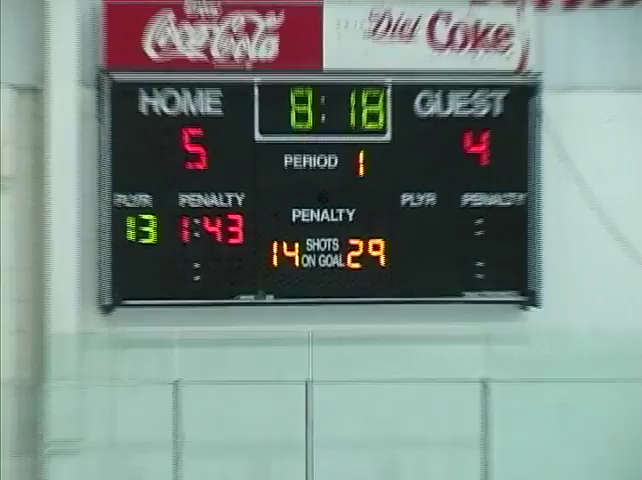 Enjoy Coca-Cola Diet Coke
HOME 8:18 GUEST
5 PERIOD 1 4
PLYR PENALTY PENALTY PLYR PENALTY
13 1:43 : 
14 SHOTS ON GOAL 29
: :